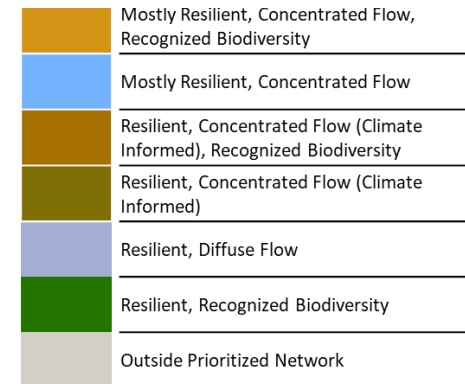 Mostly Resilient, Concentrated Flow,
Recognized Biodiversity
Mostly Resilient, Concentrated Flow
Resilient, Concentrated Flow (Climate
Informed), Recognized Biodiversity
Resilient, Concentrated Flow (Climate
Informed)
Resilient, Diffuse Flow
Resilient, Recognized Biodiversity
Outside Prioritized Network